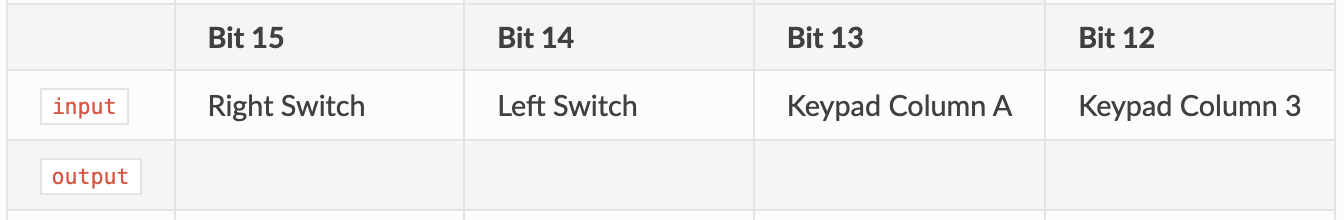 Bit 15 Bit 14 Bit 13 Bit 12
input Right Switch Left Switch Keypad Column A Keypad Column 3
output